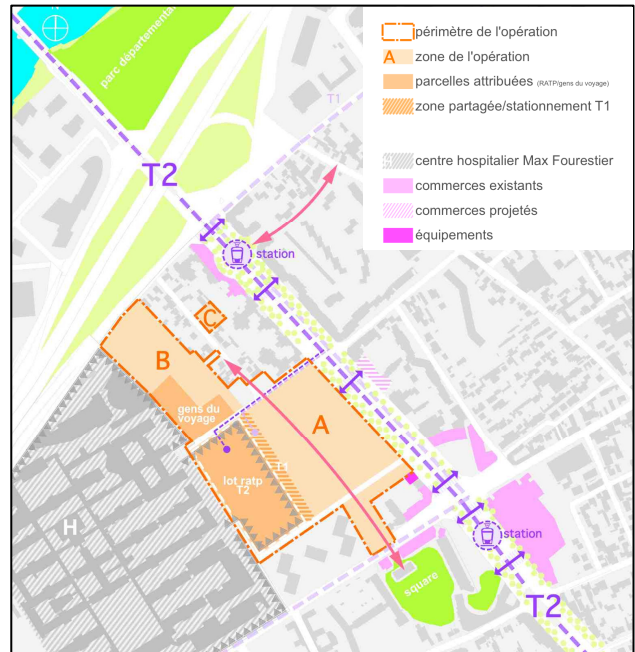 parc départemental
T1
T2
station
périmètre de l'opération
A zone de l'opération
parcelles attribuées (RATP/gens du voyage)
zone partagée/stationnement T1
H centre hospitalier Max Fourestier
commerces existants
commerces projetés
équipements
C
B
gens du
voyage
A
T1
lot ratp
T2
H
station
square
T2
T1